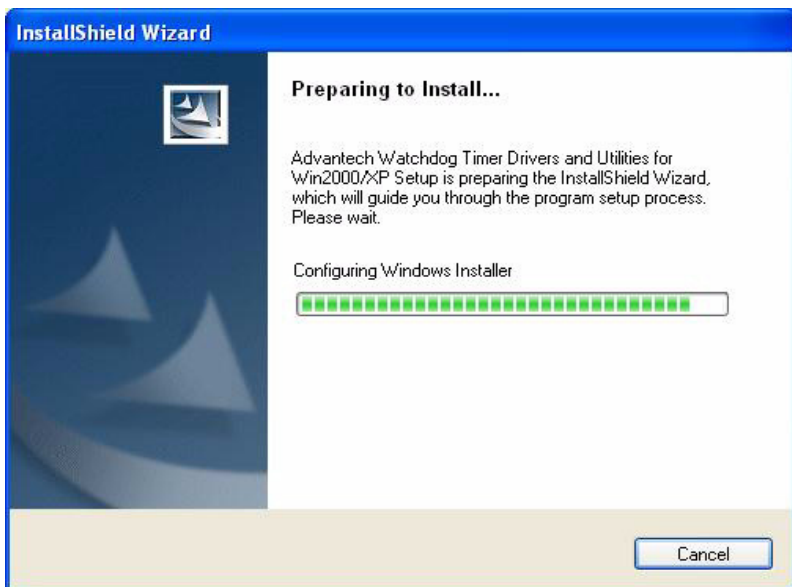 InstallShield Wizard
Preparing to Install...
Advantech Watchdog Timer Drivers and Utilities for
Win2000/XP Setup is preparing the InstallShield Wizard,
which will guide you through the program setup process.
Please wait.
Configuring Windows Installer
Cancel